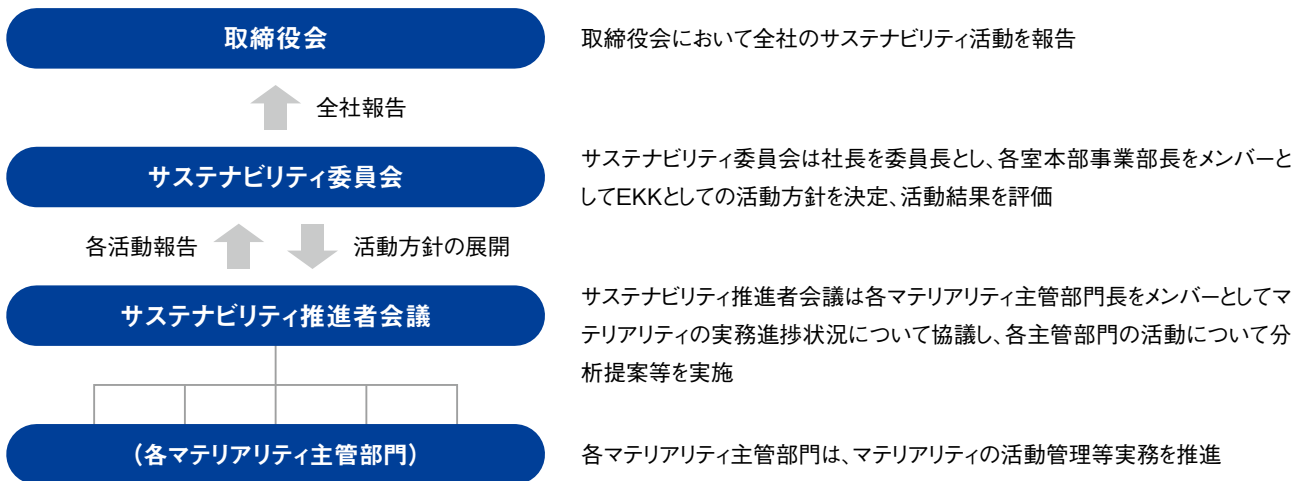 取締役会
取締役会において全社のサステナビリティ活動を報告
全社報告
サステナビリティ委員会
サステナビリティ委員会は社長を委員長とし、各室本部事業部長をメンバーと
してEKKとしての活動方針を決定、活動結果を評価
各活動報告
活動方針の展開
サステナビリティ推進者会議
サステナビリティ推進者会議は各マテリアリティ主管部門長をメンバーとしてマ
テリアリティの実務進捗状況について協議し、各主管部門の活動について分
析提案等を実施
(各マテリアリティ主管部門)
各マテリアリティ主管部門は、マテリアリティの活動管理等実務を推進